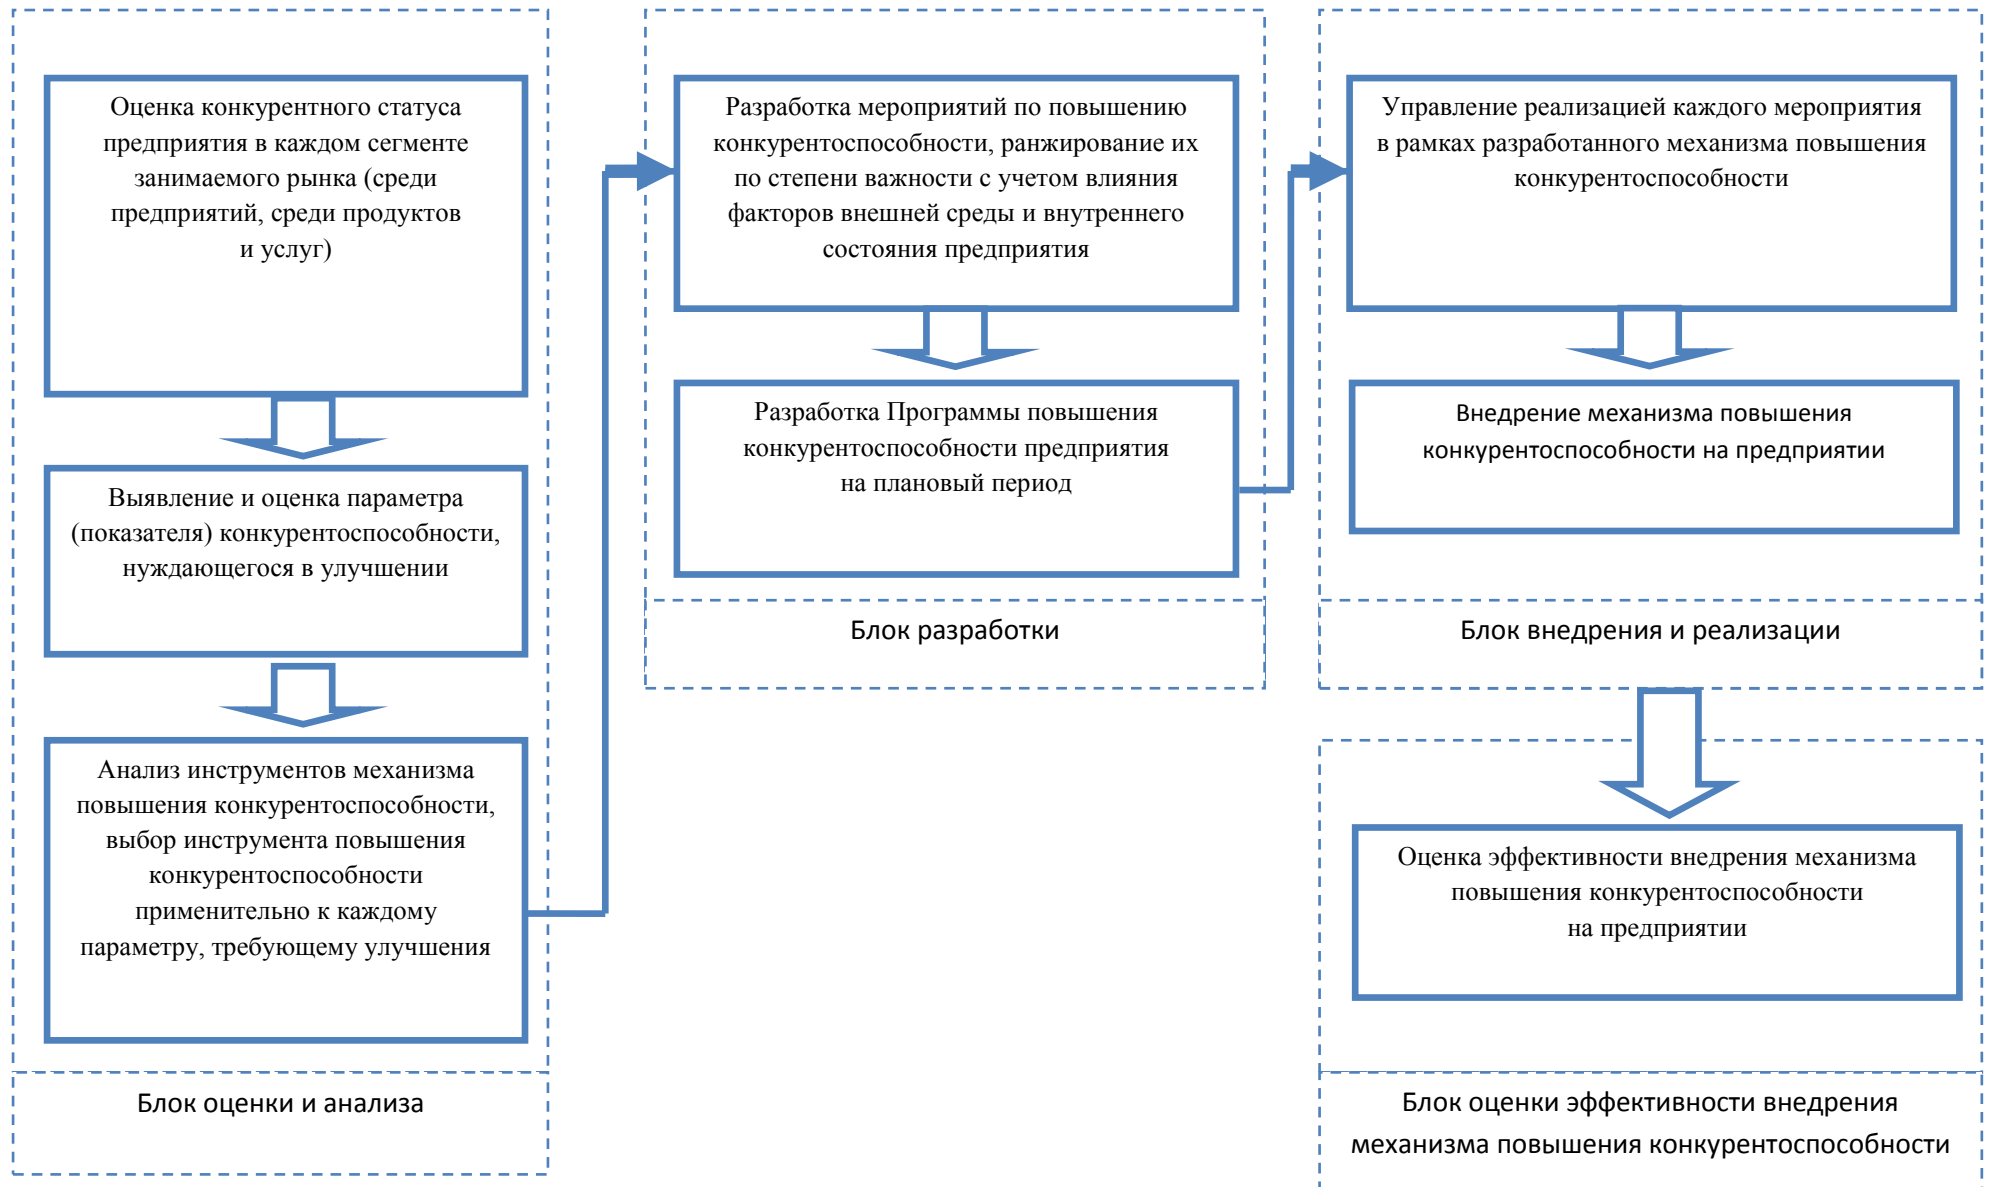 Оценка конкурентного статуса
предприятия в каждом сегменте
занимаемого рынка (среди
предприятий, среди продуктов
и услуг)
Выявление и оценка параметра
(показателя) конкурентоспособности,
нуждающегося в улучшении
Анализ инструментов механизма
повышения конкурентоспособности,
выбор инструмента повышения
конкурентоспособности
применительно к каждому
параметру, требующему улучшения
Блок оценки и анализа
Разработка мероприятий по повышению
конкурентоспособности, ранжирование их
по степени важности с учетом влияния
факторов внешней среды и внутреннего
состояния предприятия
Разработка Программы повышения
конкурентоспособности предприятия
на плановый период
Блок разработки
Управление реализацией каждого мероприятия
в рамках разработанного механизма повышения
конкурентоспособности
Внедрение механизма повышения
конкурентоспособности на предприятии
Блок внедрения и реализации
Оценка эффективности внедрения механизма
повышения конкурентоспособности
на предприятии
Блок оценки эффективности внедрения
механизма повышения конкурентоспособности